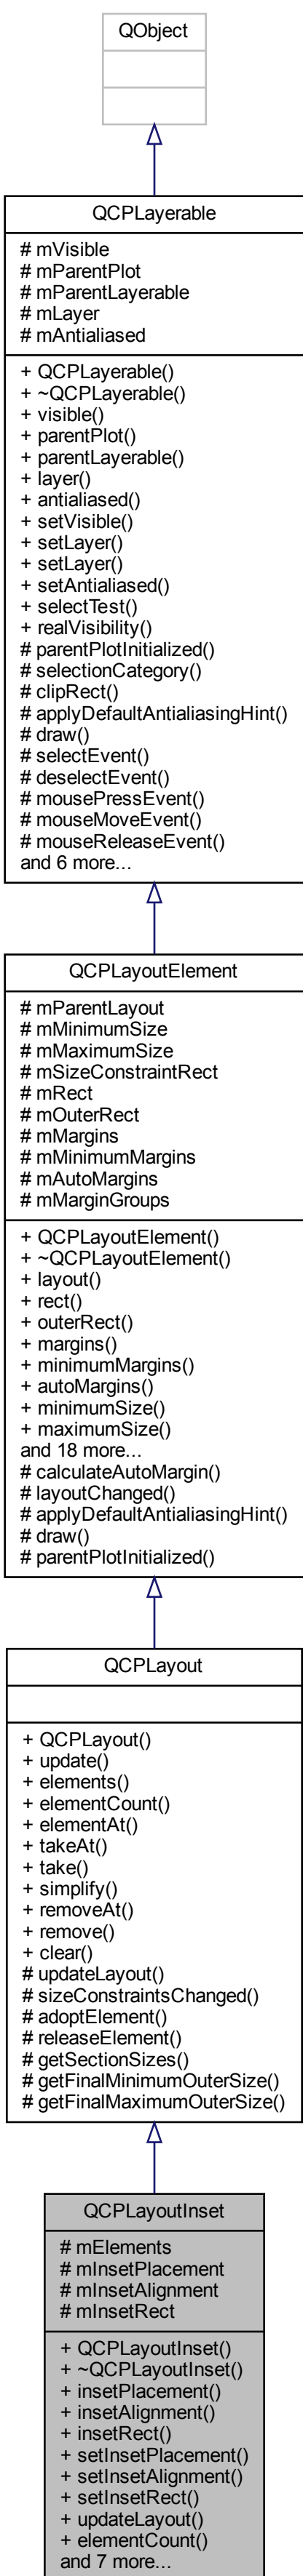 QObject
QCPLayerable
# mVisible
# mParentPlot
# mParentLayerable
# mLayer
# mAntialiased
+ QCPLayerable()
+ ~QCPLayerable()
+ visible()
+ parentPlot()
+ parentLayerable()
+ layer()
+ antialiased()
+ setVisible()
+ setLayer()
+ setLayer()
+ setAntialiased()
+ selectTest()
+ realVisibility()
# parentPlotInitialized()
# selectionCategory()
# clipRect()
# applyDefaultAntialiasingHint()
# draw()
# selectEvent()
# deselectEvent()
# mousePressEvent()
# mouseMoveEvent()
# mouseReleaseEvent()
and 6 more...
QCPLayoutElement
# mParentLayout
# mMinimumSize
# mMaximumSize
# mSizeConstraintRect
# mRect
# mOuterRect
# mMargins
# mMinimumMargins
# mAutoMargins
# mMarginGroups
+ QCPLayoutElement()
+ ~QCPLayoutElement()
+ layout()
+ rect()
+ outerRect()
+ margins()
+ minimumMargins()
+ autoMargins()
+ minimumSize()
+ maximumSize()
and 18 more...
# calculateAutoMargin()
# layoutChanged()
# applyDefaultAntialiasingHint()
# draw()
# parentPlotInitialized()
QCPLayout
+ QCPLayout()
+ update()
+ elements()
+ elementCount()
+ elementAt()
+ takeAt()
+ take()
+ simplify()
+ removeAt()
+ remove()
+ clear()
# updateLayout()
# sizeConstraintsChanged()
# adoptElement()
# releaseElement()
# getSectionSizes()
# getFinalMinimumOuterSize()
# getFinalMaximumOuterSize()
QCPLayoutInset
# mElements
# mInsetPlacement
# mInsetAlignment
# mInsetRect
+ QCPLayoutInset()
+ ~QCPLayoutInset()
+ insetPlacement()
+ insetAlignment()
+ insetRect()
+ setInsetPlacement()
+ setInsetAlignment()
+ setInsetRect()
+ updateLayout()
+ elementCount()
and 7 more...